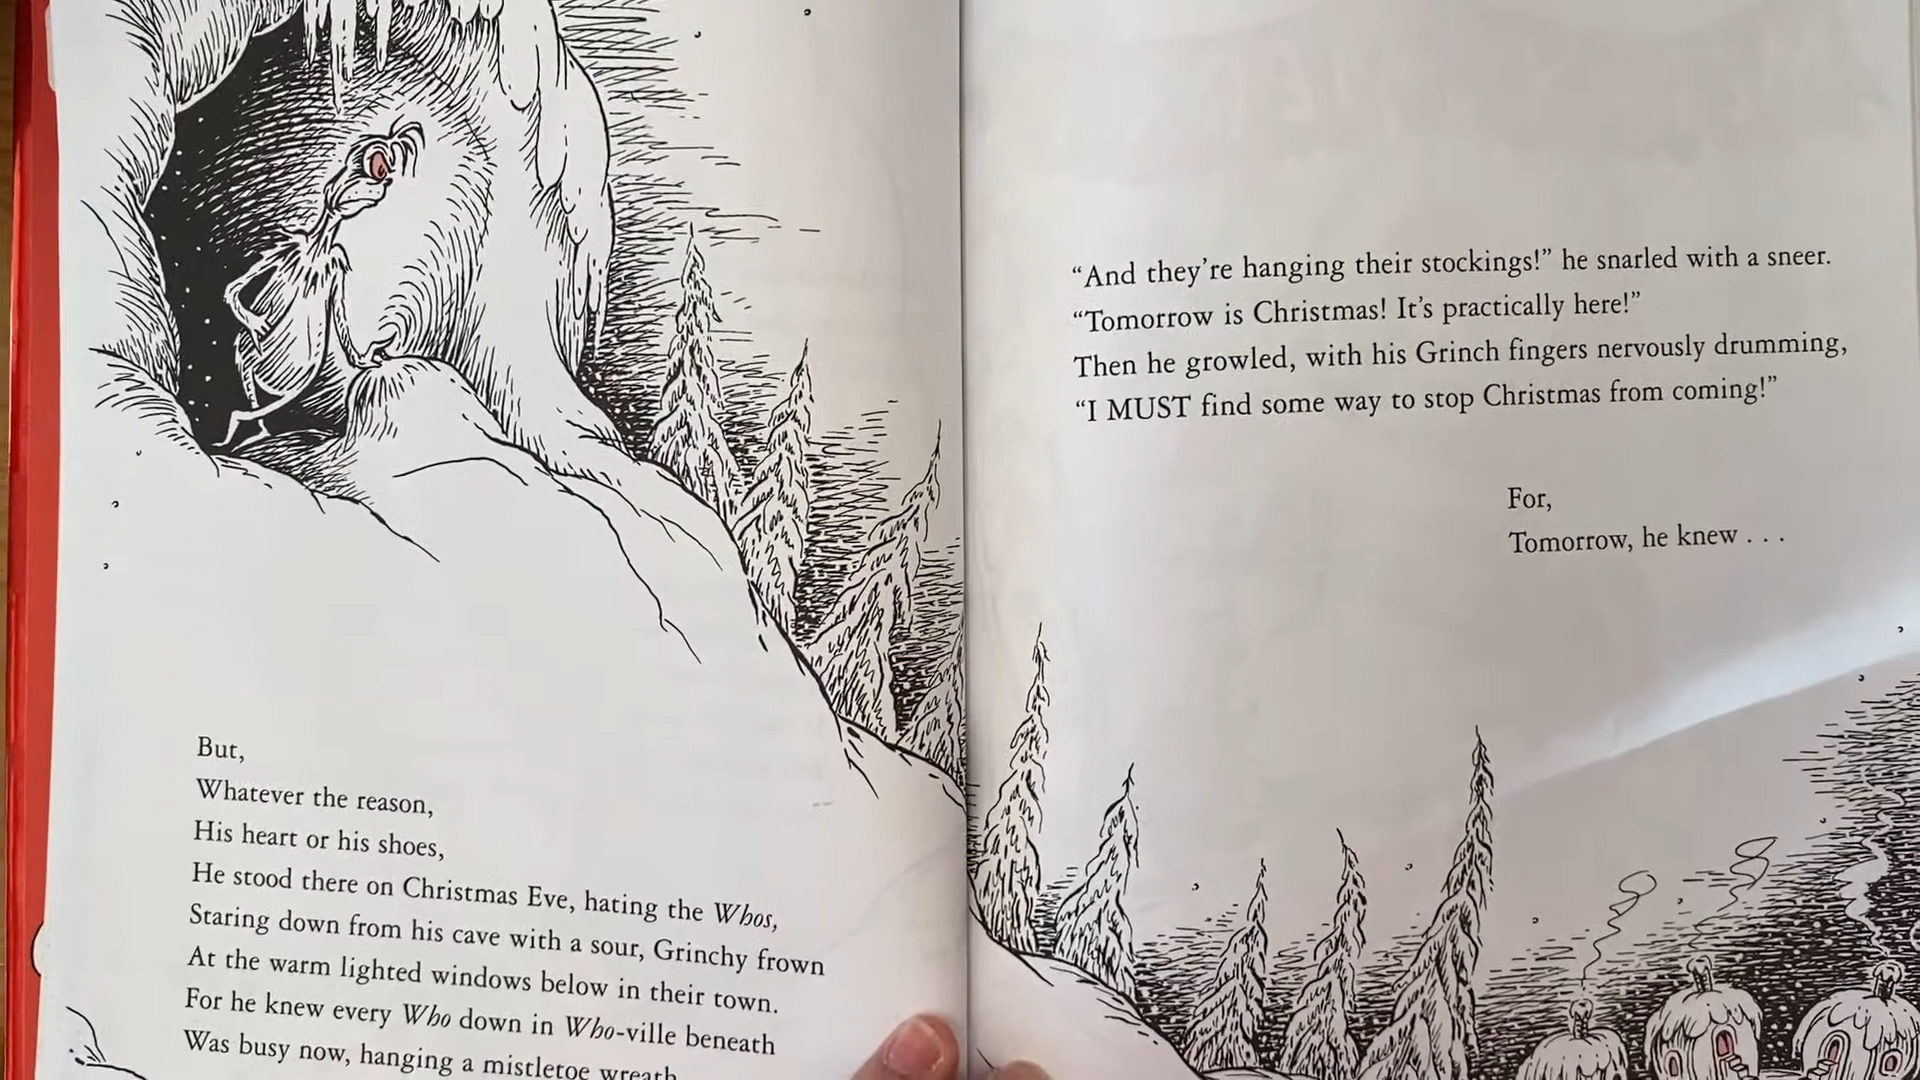 But,
Whatever the reason,
His heart or his shoes,
He stood there on Christmas Eve, hating the Whos,
Staring down from his cave with a sour, Grinchy frown
At the warm lighted windows below in their town.
For he knew every Who down in Who-ville beneath
Was busy now, hanging a mistletoe wreath
“And they’re hanging their stockings!” he snarled with a sneer.
“Tomorrow is Christmas! It’s practically here!”
Then he growled, with his Grinch fingers nervously drumming,
“I MUST find some way to stop Christmas from coming!”
For,
Tomorrow, he knew . . .